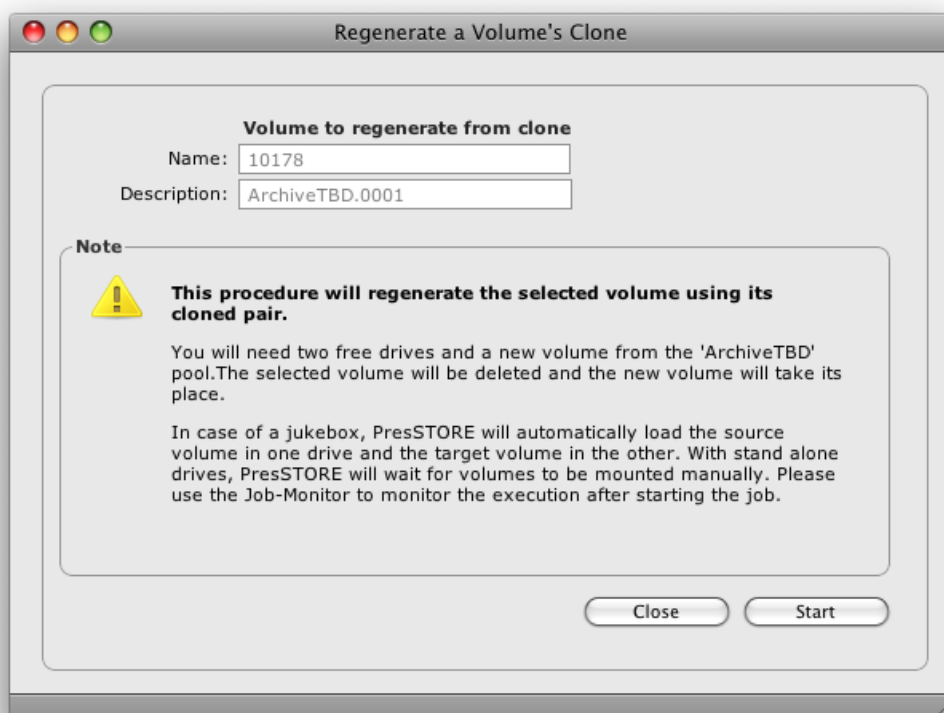 Regenerate a Volume's Clone
Volume to regenerate from clone
Name: 10178
Description: ArchiveTBD.0001
Note
This procedure will regenerate the selected volume using its
cloned pair.
You will need two free drives and a new volume from the 'ArchiveTBD'
pool.The selected volume will be deleted and the new volume will take its
place.
In case of a jukebox, PresSTORE will automatically load the source
volume in one drive and the target volume in the other. With stand alone
drives, PresSTORE will wait for volumes to be mounted manually. Please
use the Job-Monitor to monitor the execution after starting the job.
Close Start